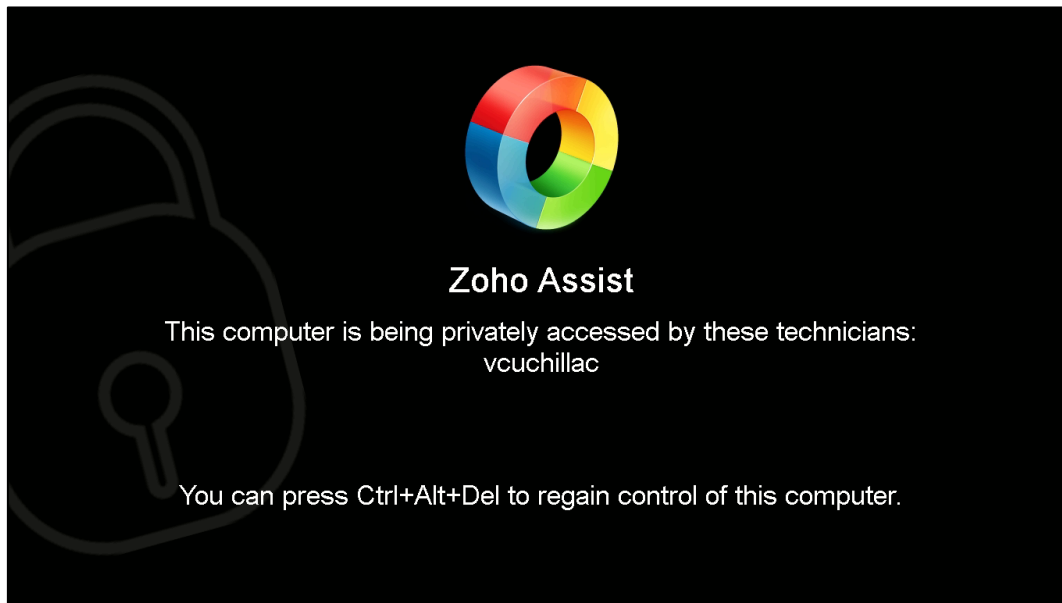 Zoho Assist
This computer is being privately accessed by these technicians:
vcuchillac
You can press Ctrl+Alt+Del to regain control of this computer.